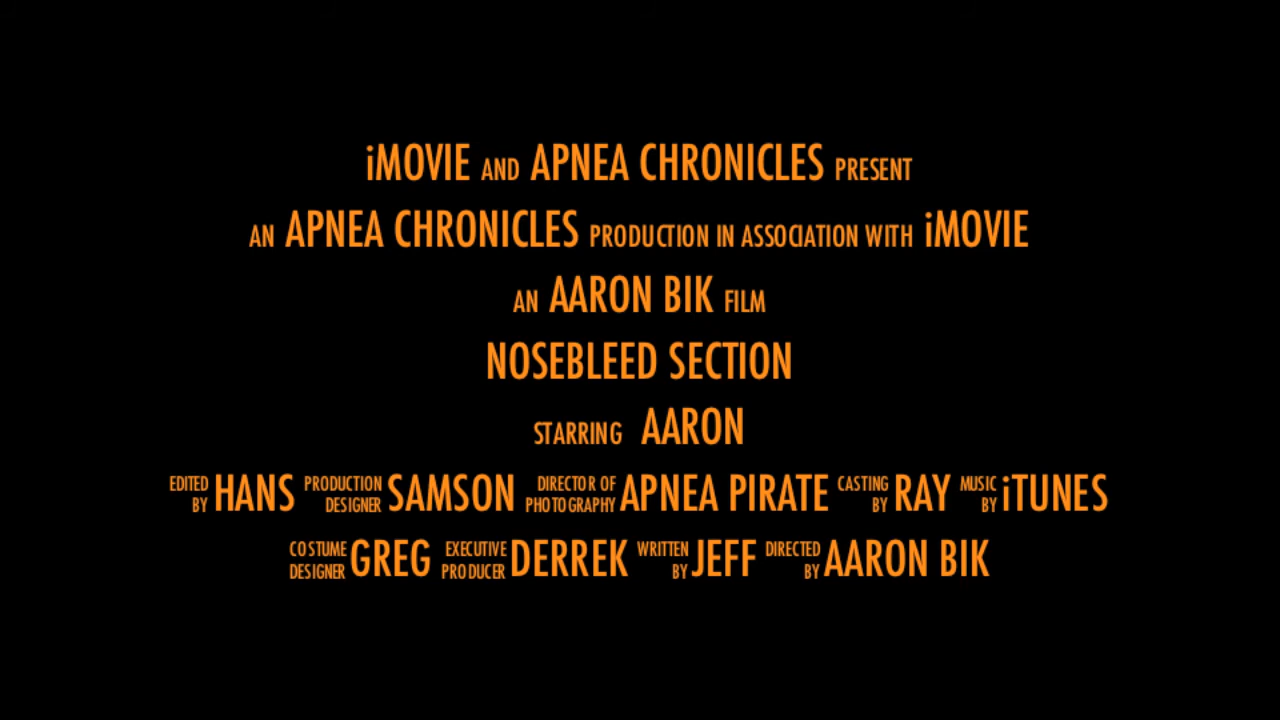 iMOVIE AND APNEA CHRONICLES PRESENT
AN APNEA CHRONICLES PRODUCTION IN ASSOCIATION WITH iMOVIE
AN AARON BIK FILM
NOSEBLEED SECTION
STARRING AARON
EDITED BY HANS PRODUCTION DESIGNER SAMSON DIRECTOR OF PHOTOGRAPHY APNEA PIRATE CASTING BY RAY MUSIC BY iTUNES
COSTUME DESIGNER GREG EXECUTIVE PRODUCER DERREK WRITTEN BY JEFF DIRECTED BY AARON BIK